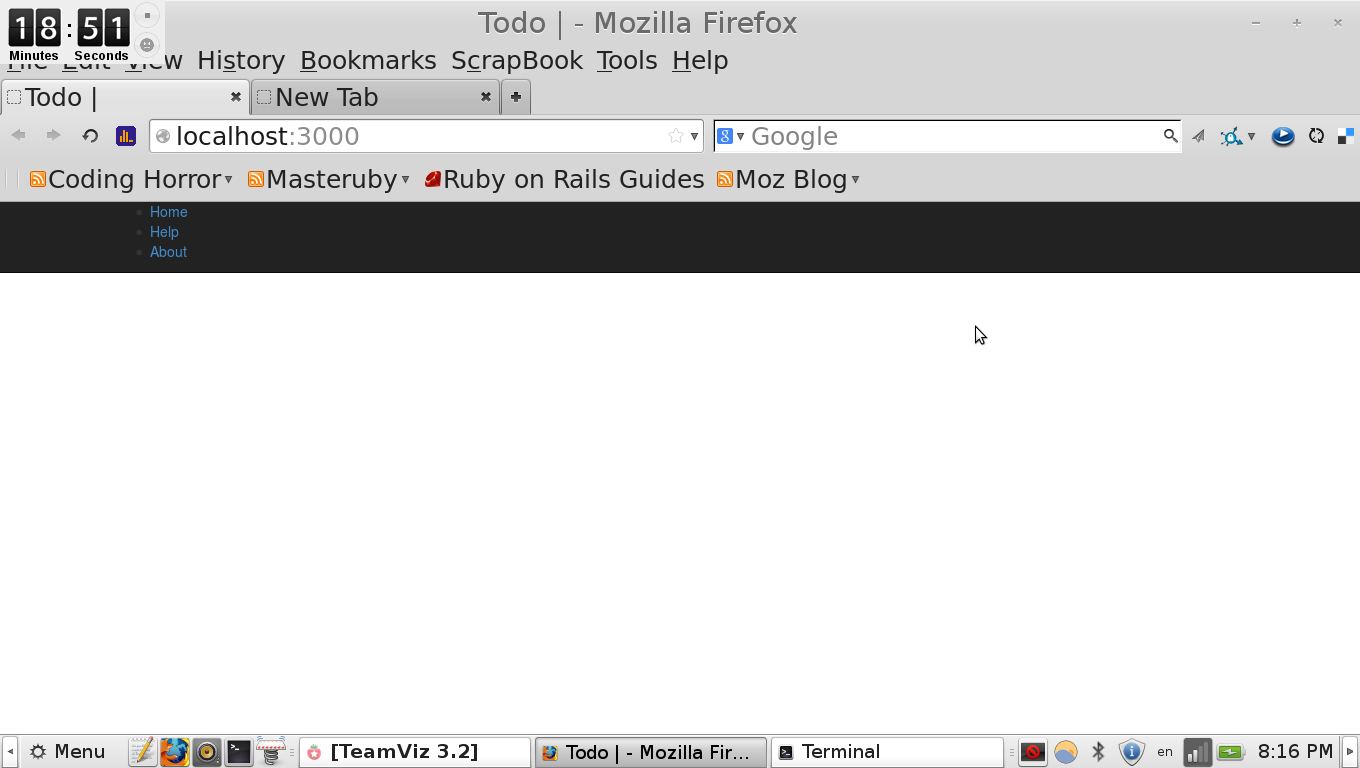 18:51
Minutes Seconds
Todo | - Mozilla Firefox
File Edit View History Bookmarks ScrapBook Tools Help
Todo | New Tab
localhost:3000 Google
Coding Horror Masteruby Ruby on Rails Guides Moz Blog
Home
Help
About
Menu [TeamViz 3.2] Todo | - Mozilla Fir... Terminal en 8:16 PM